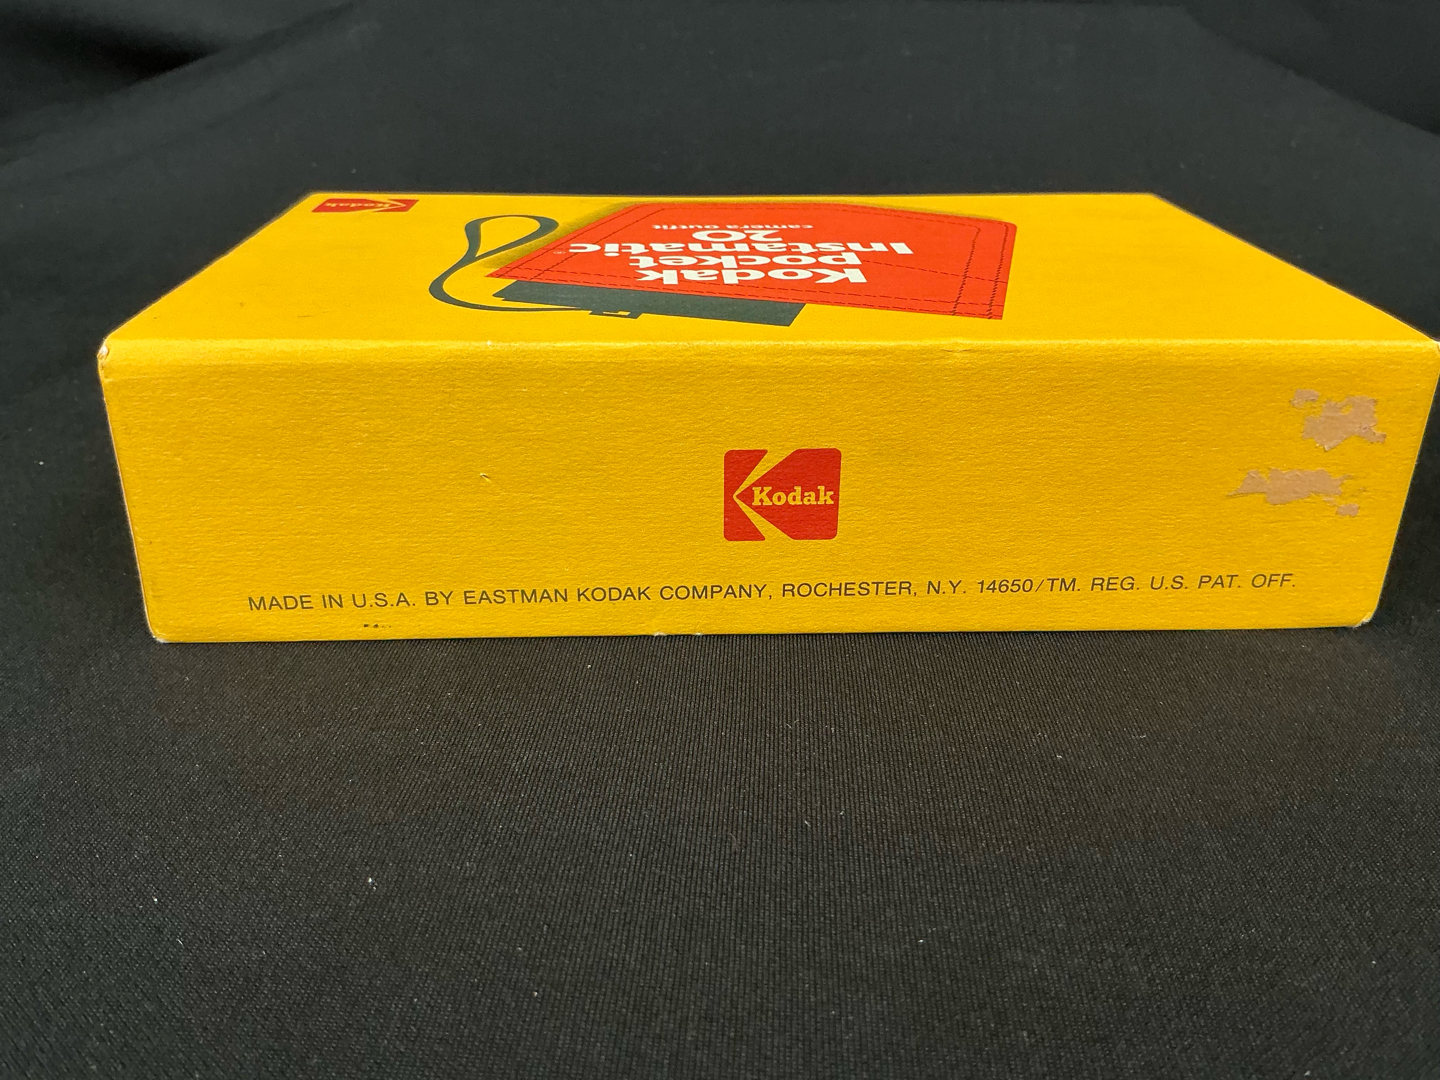 Kodak
Kodak
pocket
Instamatic®
20
camera outfit
Kodak
MADE IN U.S.A. BY EASTMAN KODAK COMPANY, ROCHESTER, N.Y. 14650/TM. REG. U.S. PAT. OFF.